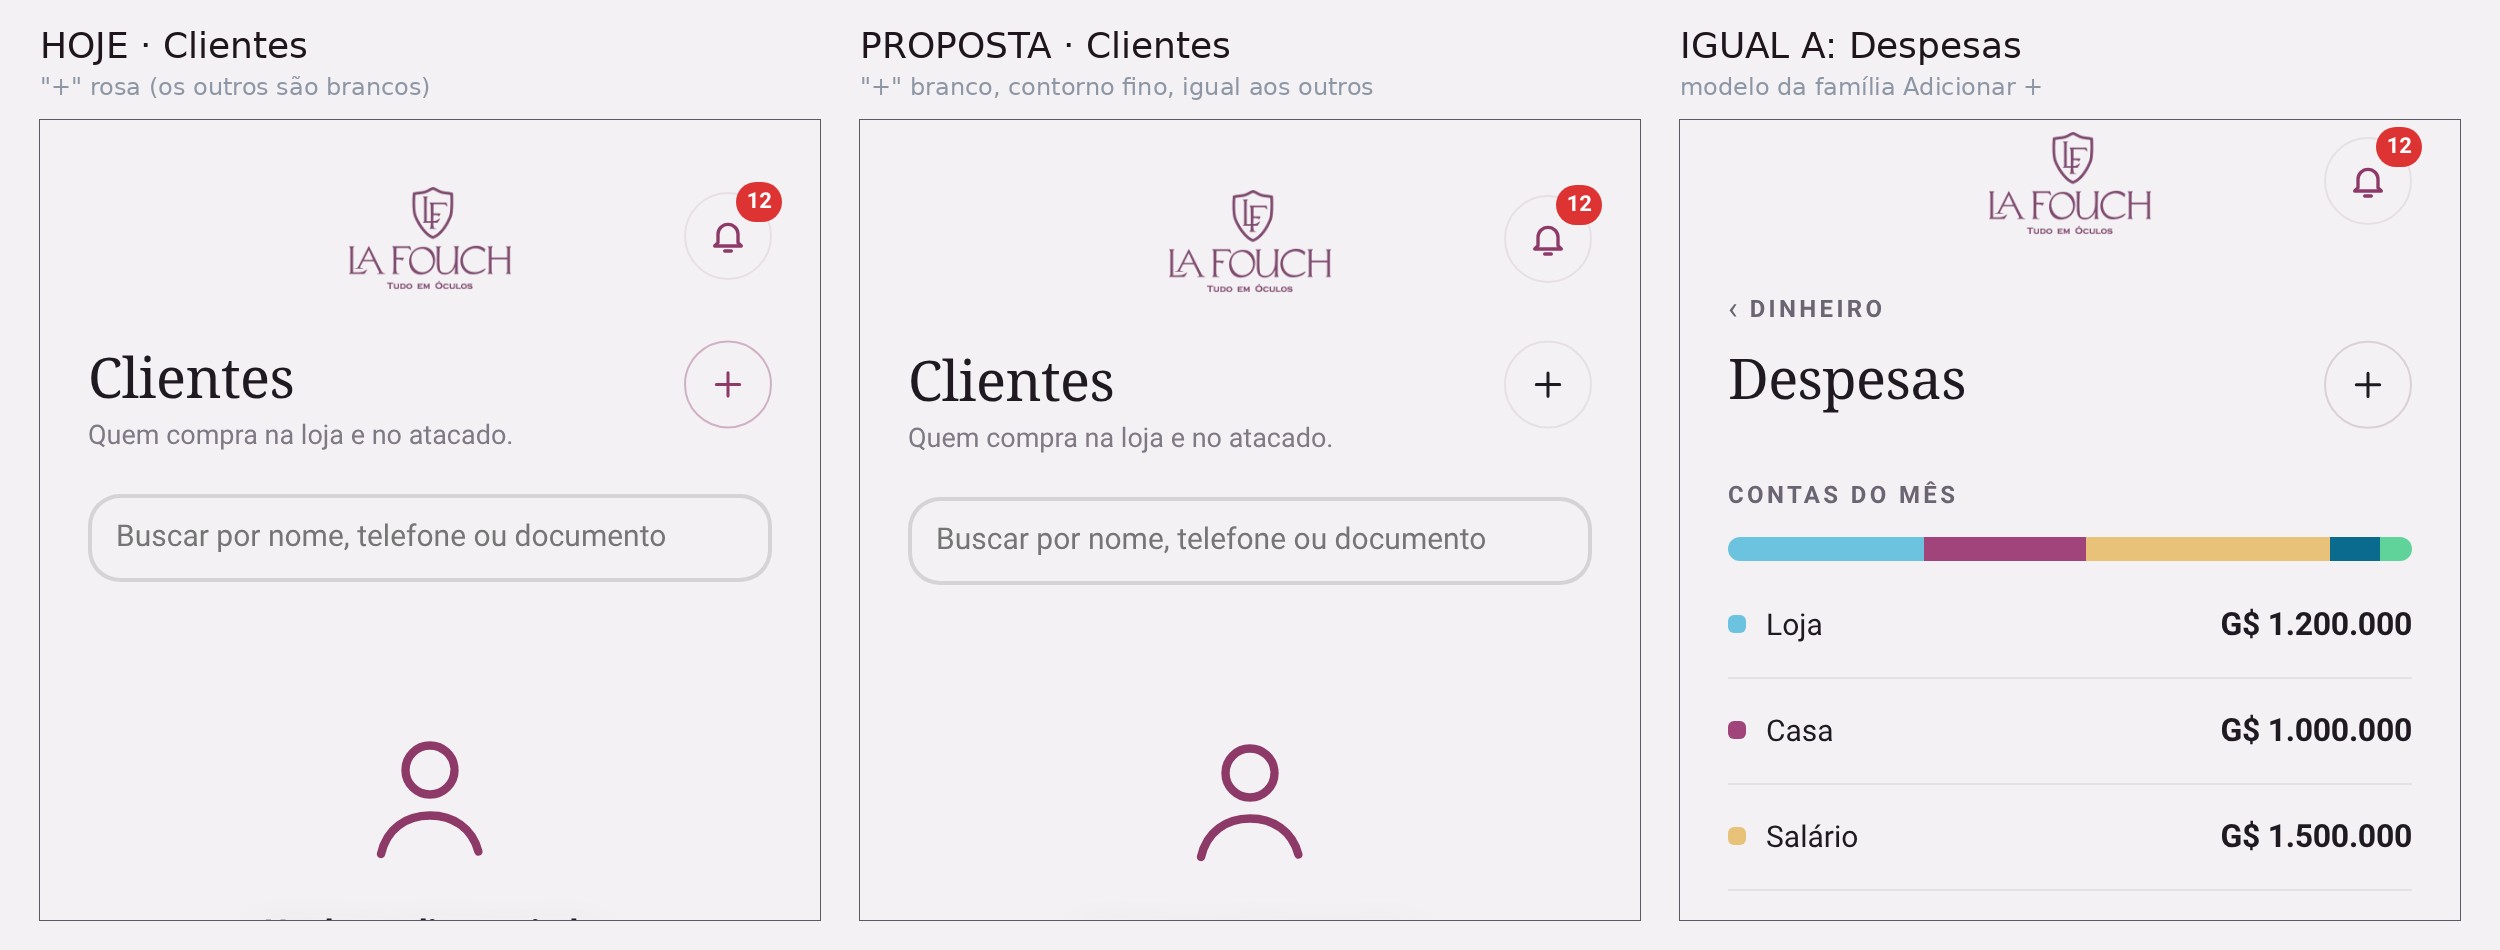 HOJE · Clientes
"+" rosa (os outros são brancos)
12
LF
LA FOUCH
TUDO EM ÓCULOS
Clientes
+
Quem compra na loja e no atacado.
Buscar por nome, telefone ou documento
PROPOSTA · Clientes
"+" branco, contorno fino, igual aos outros
12
LF
LA FOUCH
TUDO EM ÓCULOS
Clientes
+
Quem compra na loja e no atacado.
Buscar por nome, telefone ou documento
IGUAL A: Despesas
modelo da família Adicionar +
12
LF
LA FOUCH
TUDO EM ÓCULOS
‹ DINHEIRO
Despesas
+
CONTAS DO MÊS
Loja G$ 1.200.000
Casa G$ 1.000.000
Salário G$ 1.500.000